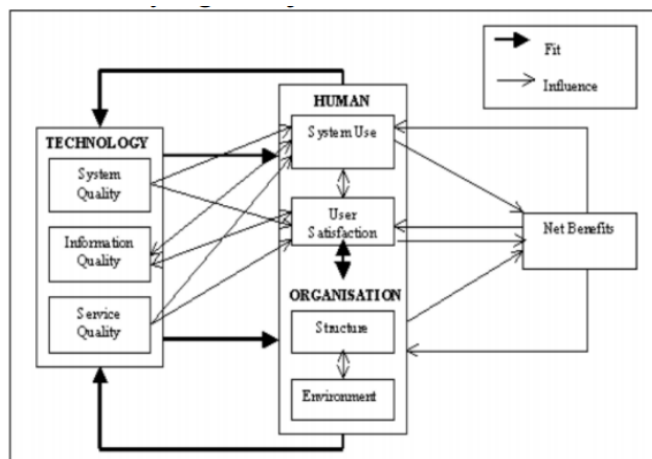 Fit
Influence
HUMAN
System Use
TECHNOLOGY
System
Quality
User
Satisfaction
Net Benefits
Information
Quality
ORGANISATION
Service
Quality
Structure
Environment